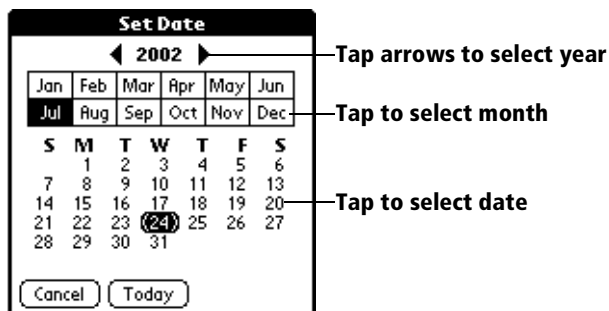 Set Date
2002
Tap arrows to select year
Jan Feb Mar Apr May Jun
Jul Aug Sep Oct Nov Dec
Tap to select month
S M T W T F S
1 2 3 4 5 6
7 8 9 10 11 12 13
14 15 16 17 18 19 20
Tap to select date
21 22 23 24 25 26 27
28 29 30 31
Cancel Today